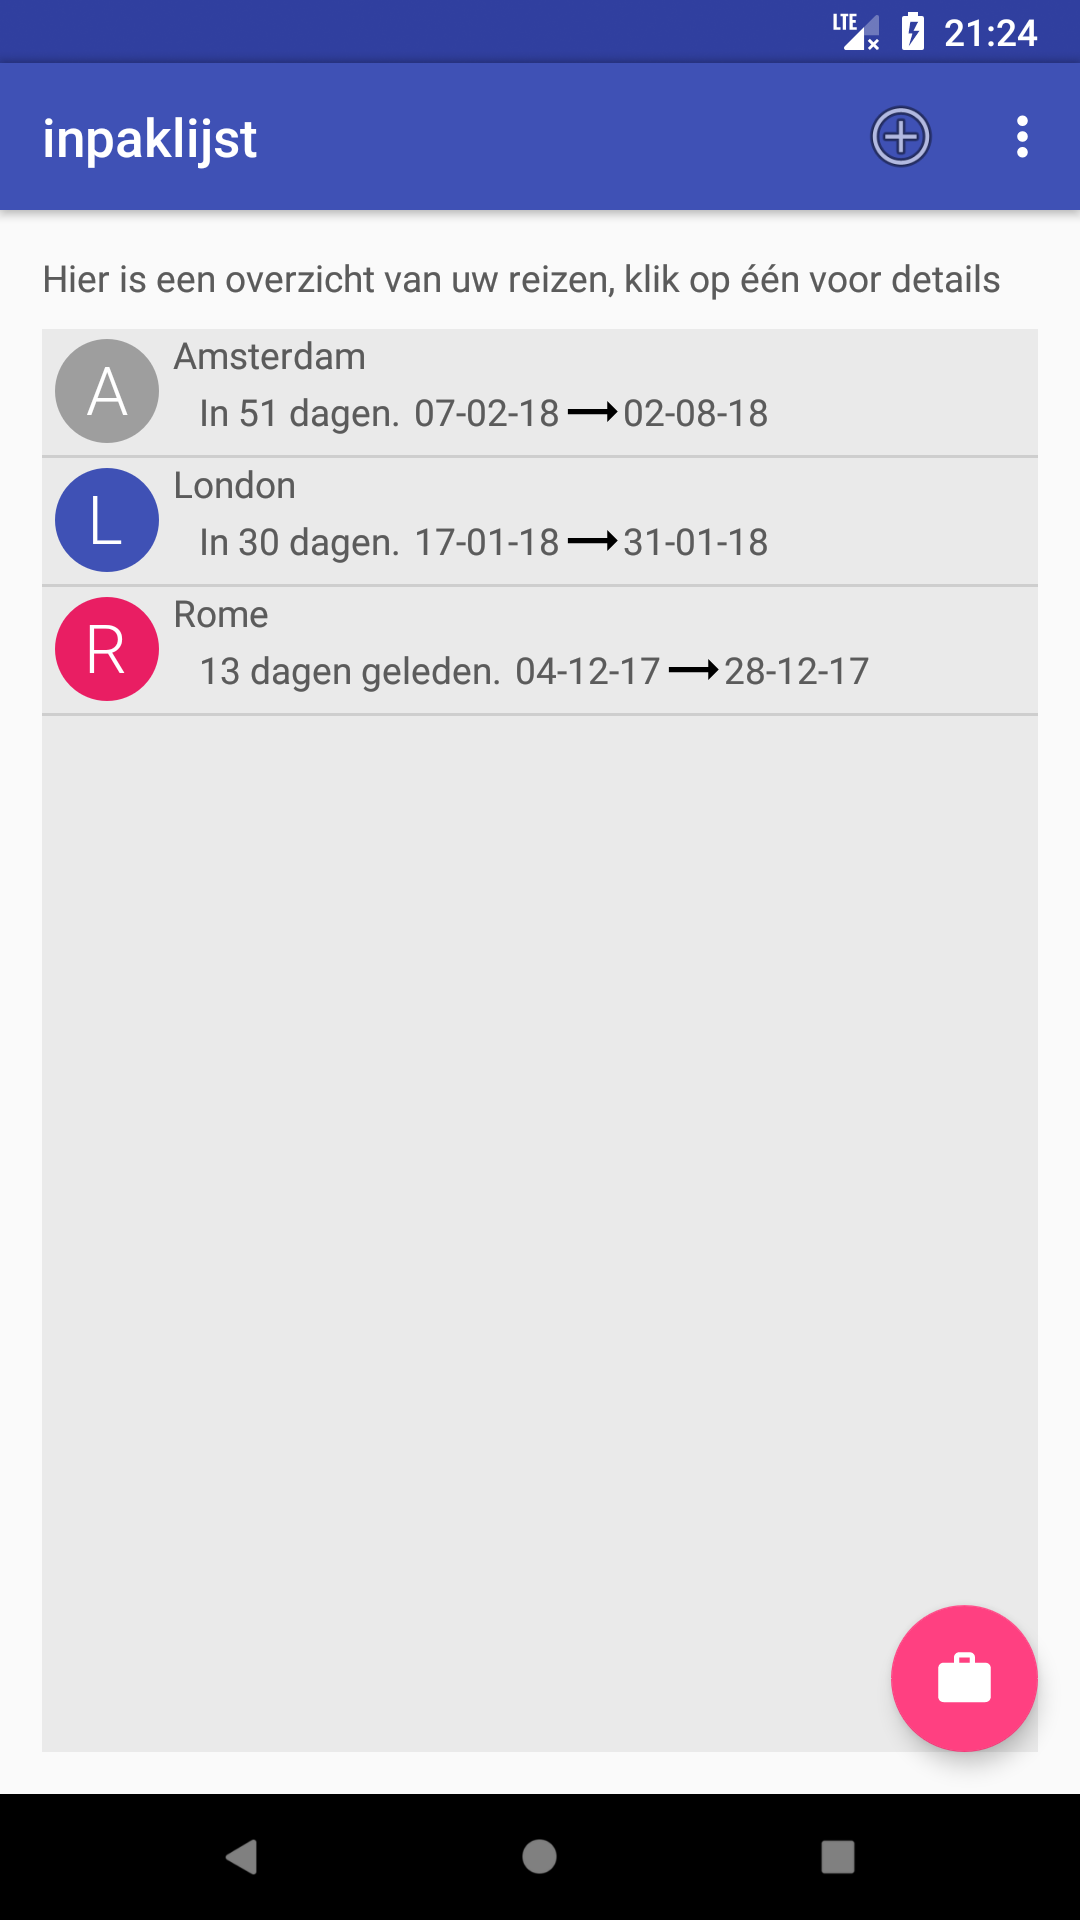 LTE 21:24
inpaklijst
Hier is een overzicht van uw reizen, klik op één voor details
A Amsterdam
In 51 dagen. 07-02-18 → 02-08-18
L London
In 30 dagen. 17-01-18 → 31-01-18
R Rome
13 dagen geleden. 04-12-17 → 28-12-17